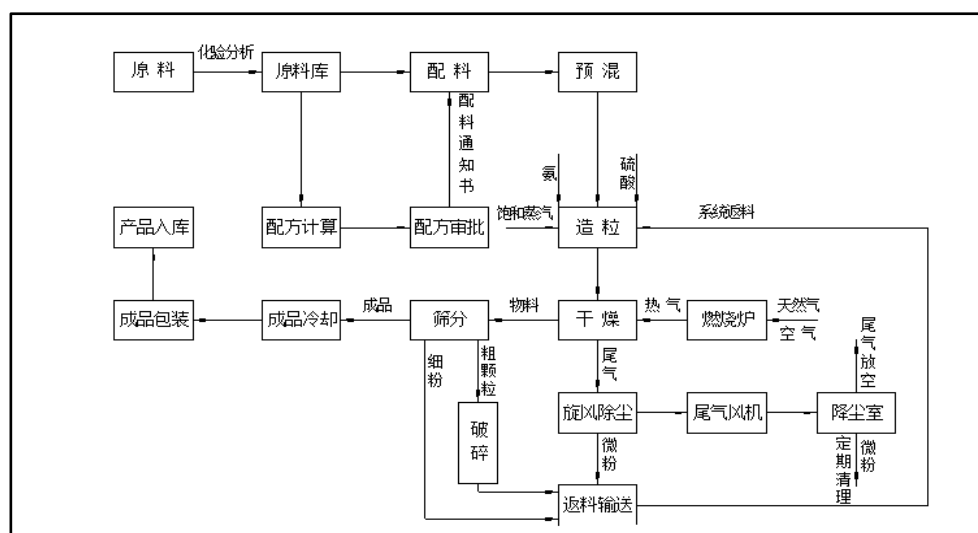 化验分析
原料
原料库
配料
预混
配料通知书
氨
硫酸
产品入库
配方计算
配方审批
饱和蒸汽
造粒
系统返料
成品包装
成品冷却
成品
筛分
物料
干燥
热气
燃烧炉
天然气
空气
尾气放空
细粉
粗颗粒
尾气
破碎
旋风除尘
尾气风机
降尘室
微粉
定期清理
微粉
返料输送